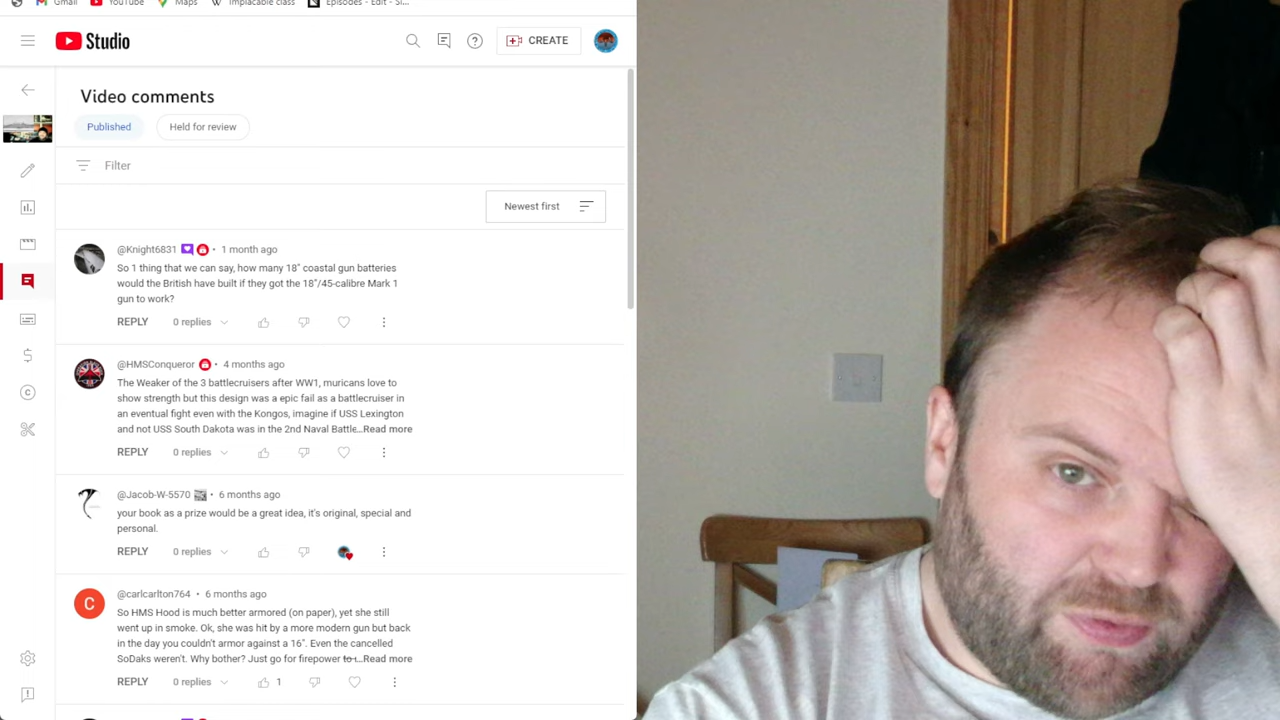 Gmail YouTube Maps W Implacable class Episodes - Edit - Si...
Studio
CREATE
Video comments
Published Held for review
Filter
Newest first
@Knight6831 • 1 month ago
So 1 thing that we can say, how many 18" coastal gun batteries
would the British have built if they got the 18"/45-calibre Mark 1
gun to work?
REPLY 0 replies
@HMSConqueror • 4 months ago
The Weaker of the 3 battlecruisers after WW1, muricans love to
show strength but this design was a epic fail as a battlecruiser in
an eventual fight even with the Kongos, imagine if USS Lexington
and not USS South Dakota was in the 2nd Naval Battle...Read more
REPLY 0 replies
@Jacob-W-5570 • 6 months ago
your book as a prize would be a great idea, it's original, special and
personal.
REPLY 0 replies
C
@carlcarlton764 • 6 months ago
So HMS Hood is much better armored (on paper), yet she still
went up in smoke. Ok, she was hit by a more modern gun but back
in the day you couldn't armor against a 16". Even the cancelled
SoDaks weren't. Why bother? Just go for firepower to ...Read more
REPLY 0 replies 1